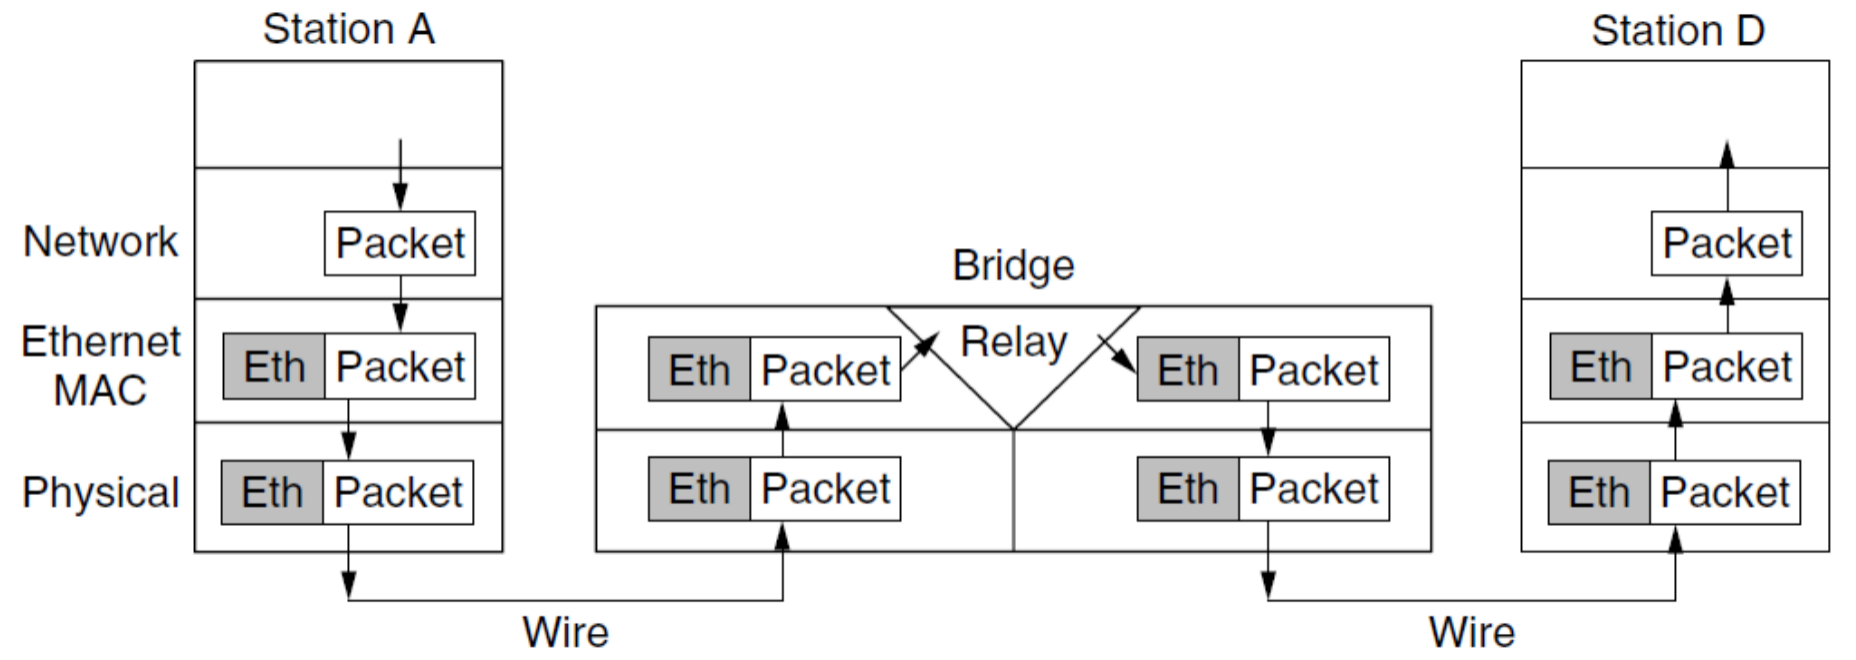 Station A
Station D
Network
Packet
Packet
Bridge
Ethernet
MAC
Eth Packet
Eth Packet
Relay
Eth Packet
Eth Packet
Physical
Eth Packet
Eth Packet
Eth Packet
Eth Packet
Wire
Wire